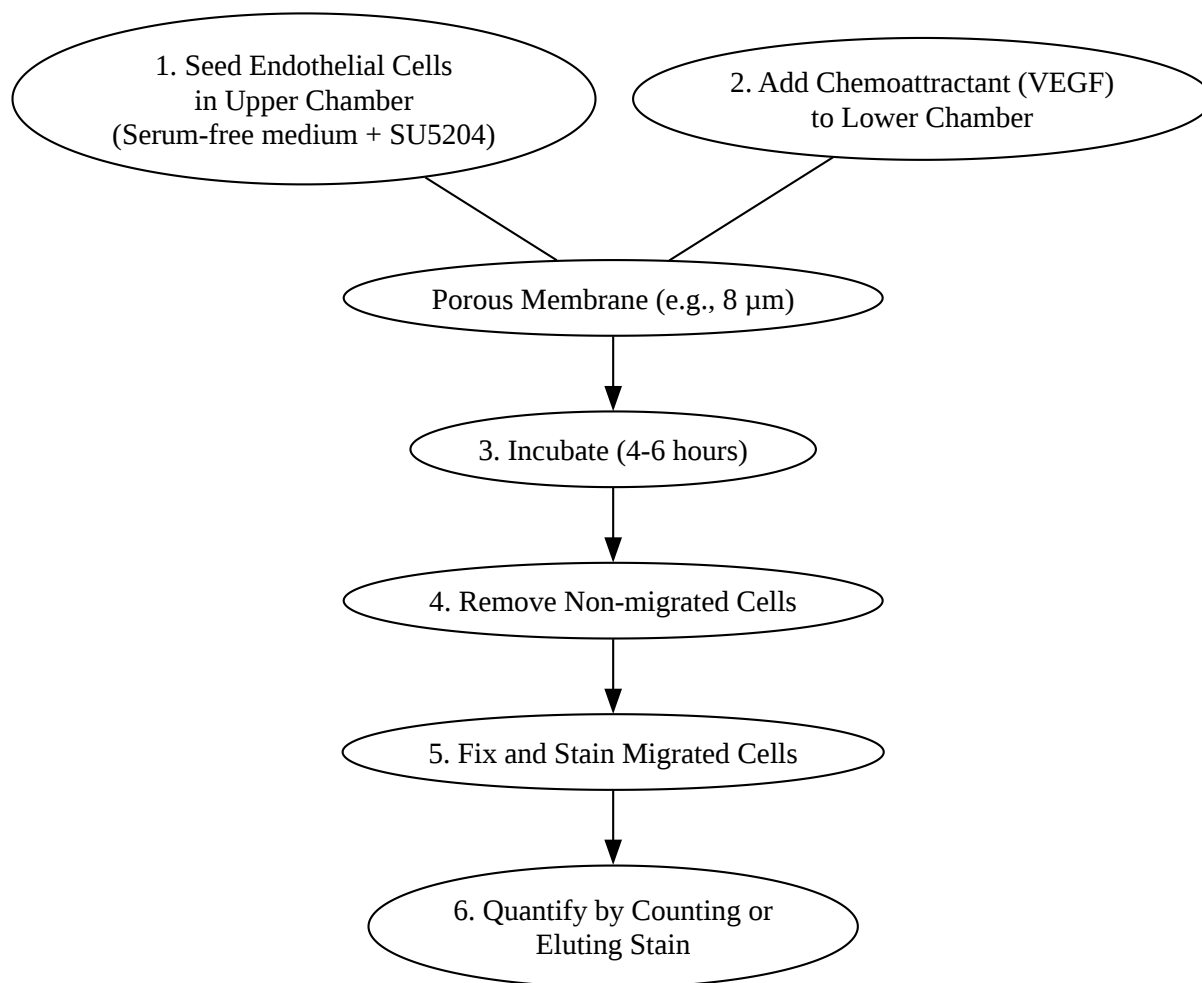 1. Seed Endothelial Cells
in Upper Chamber
(Serum-free medium + SU5204)
2. Add Chemoattractant (VEGF)
to Lower Chamber
Porous Membrane (e.g., 8 µm)
3. Incubate (4-6 hours)
4. Remove Non-migrated Cells
5. Fix and Stain Migrated Cells
6. Quantify by Counting or
Eluting Stain